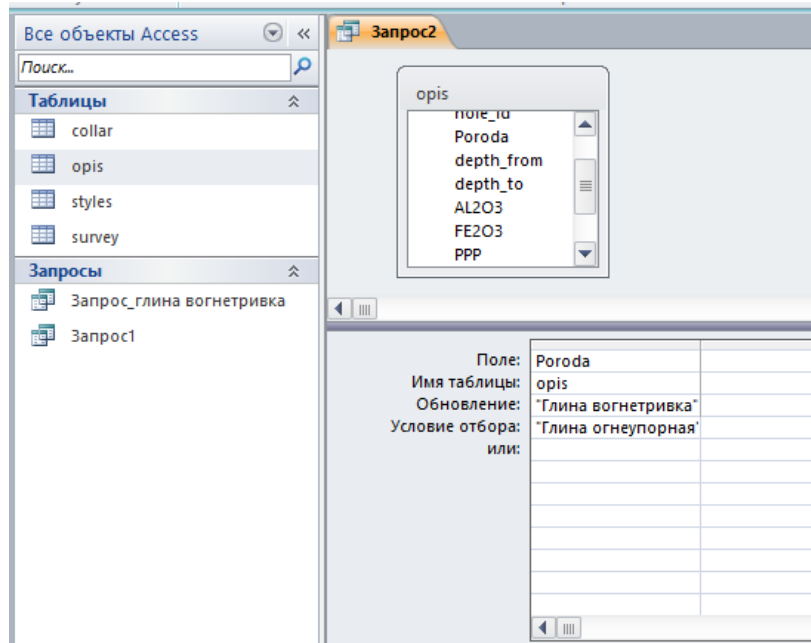 Все объекты Access
Поиск...
Таблицы
collar
opis
styles
survey
Запросы
Запрос_глина вогнетривка
Запрос1
Запрос2
opis
hole_id
Poroda
depth_from
depth_to
AL2O3
FE2O3
PPP
Поле: Poroda
Имя таблицы: opis
Обновление: "Глина вогнетривка"
Условие отбора: "Глина огнеупорная"
или: